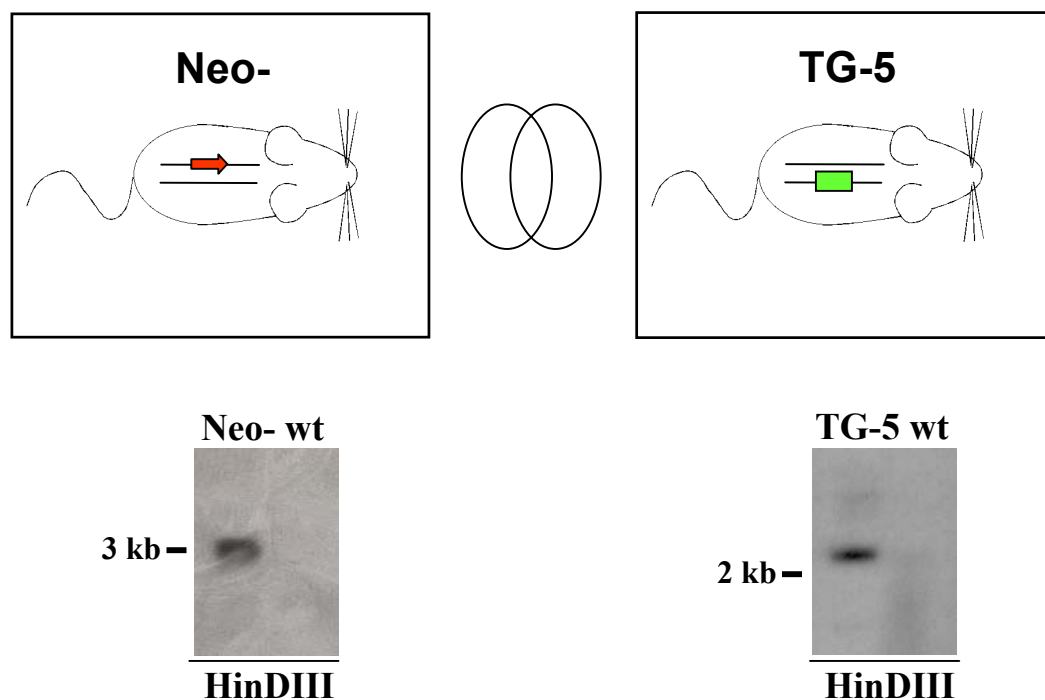 Neo-
TG-5
Neo- wt
TG-5 wt
3 kb
2 kb
HinDIII
HinDIII